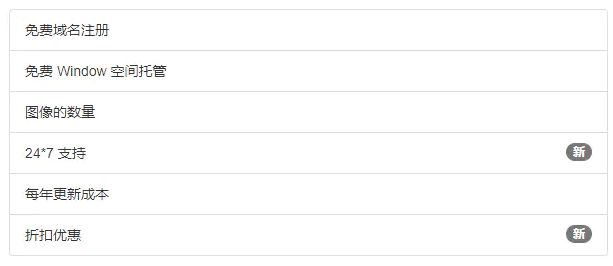 免费域名注册
免费 Window 空间托管
图像的数量
24*7 支持 新
每年更新成本
折扣优惠 新